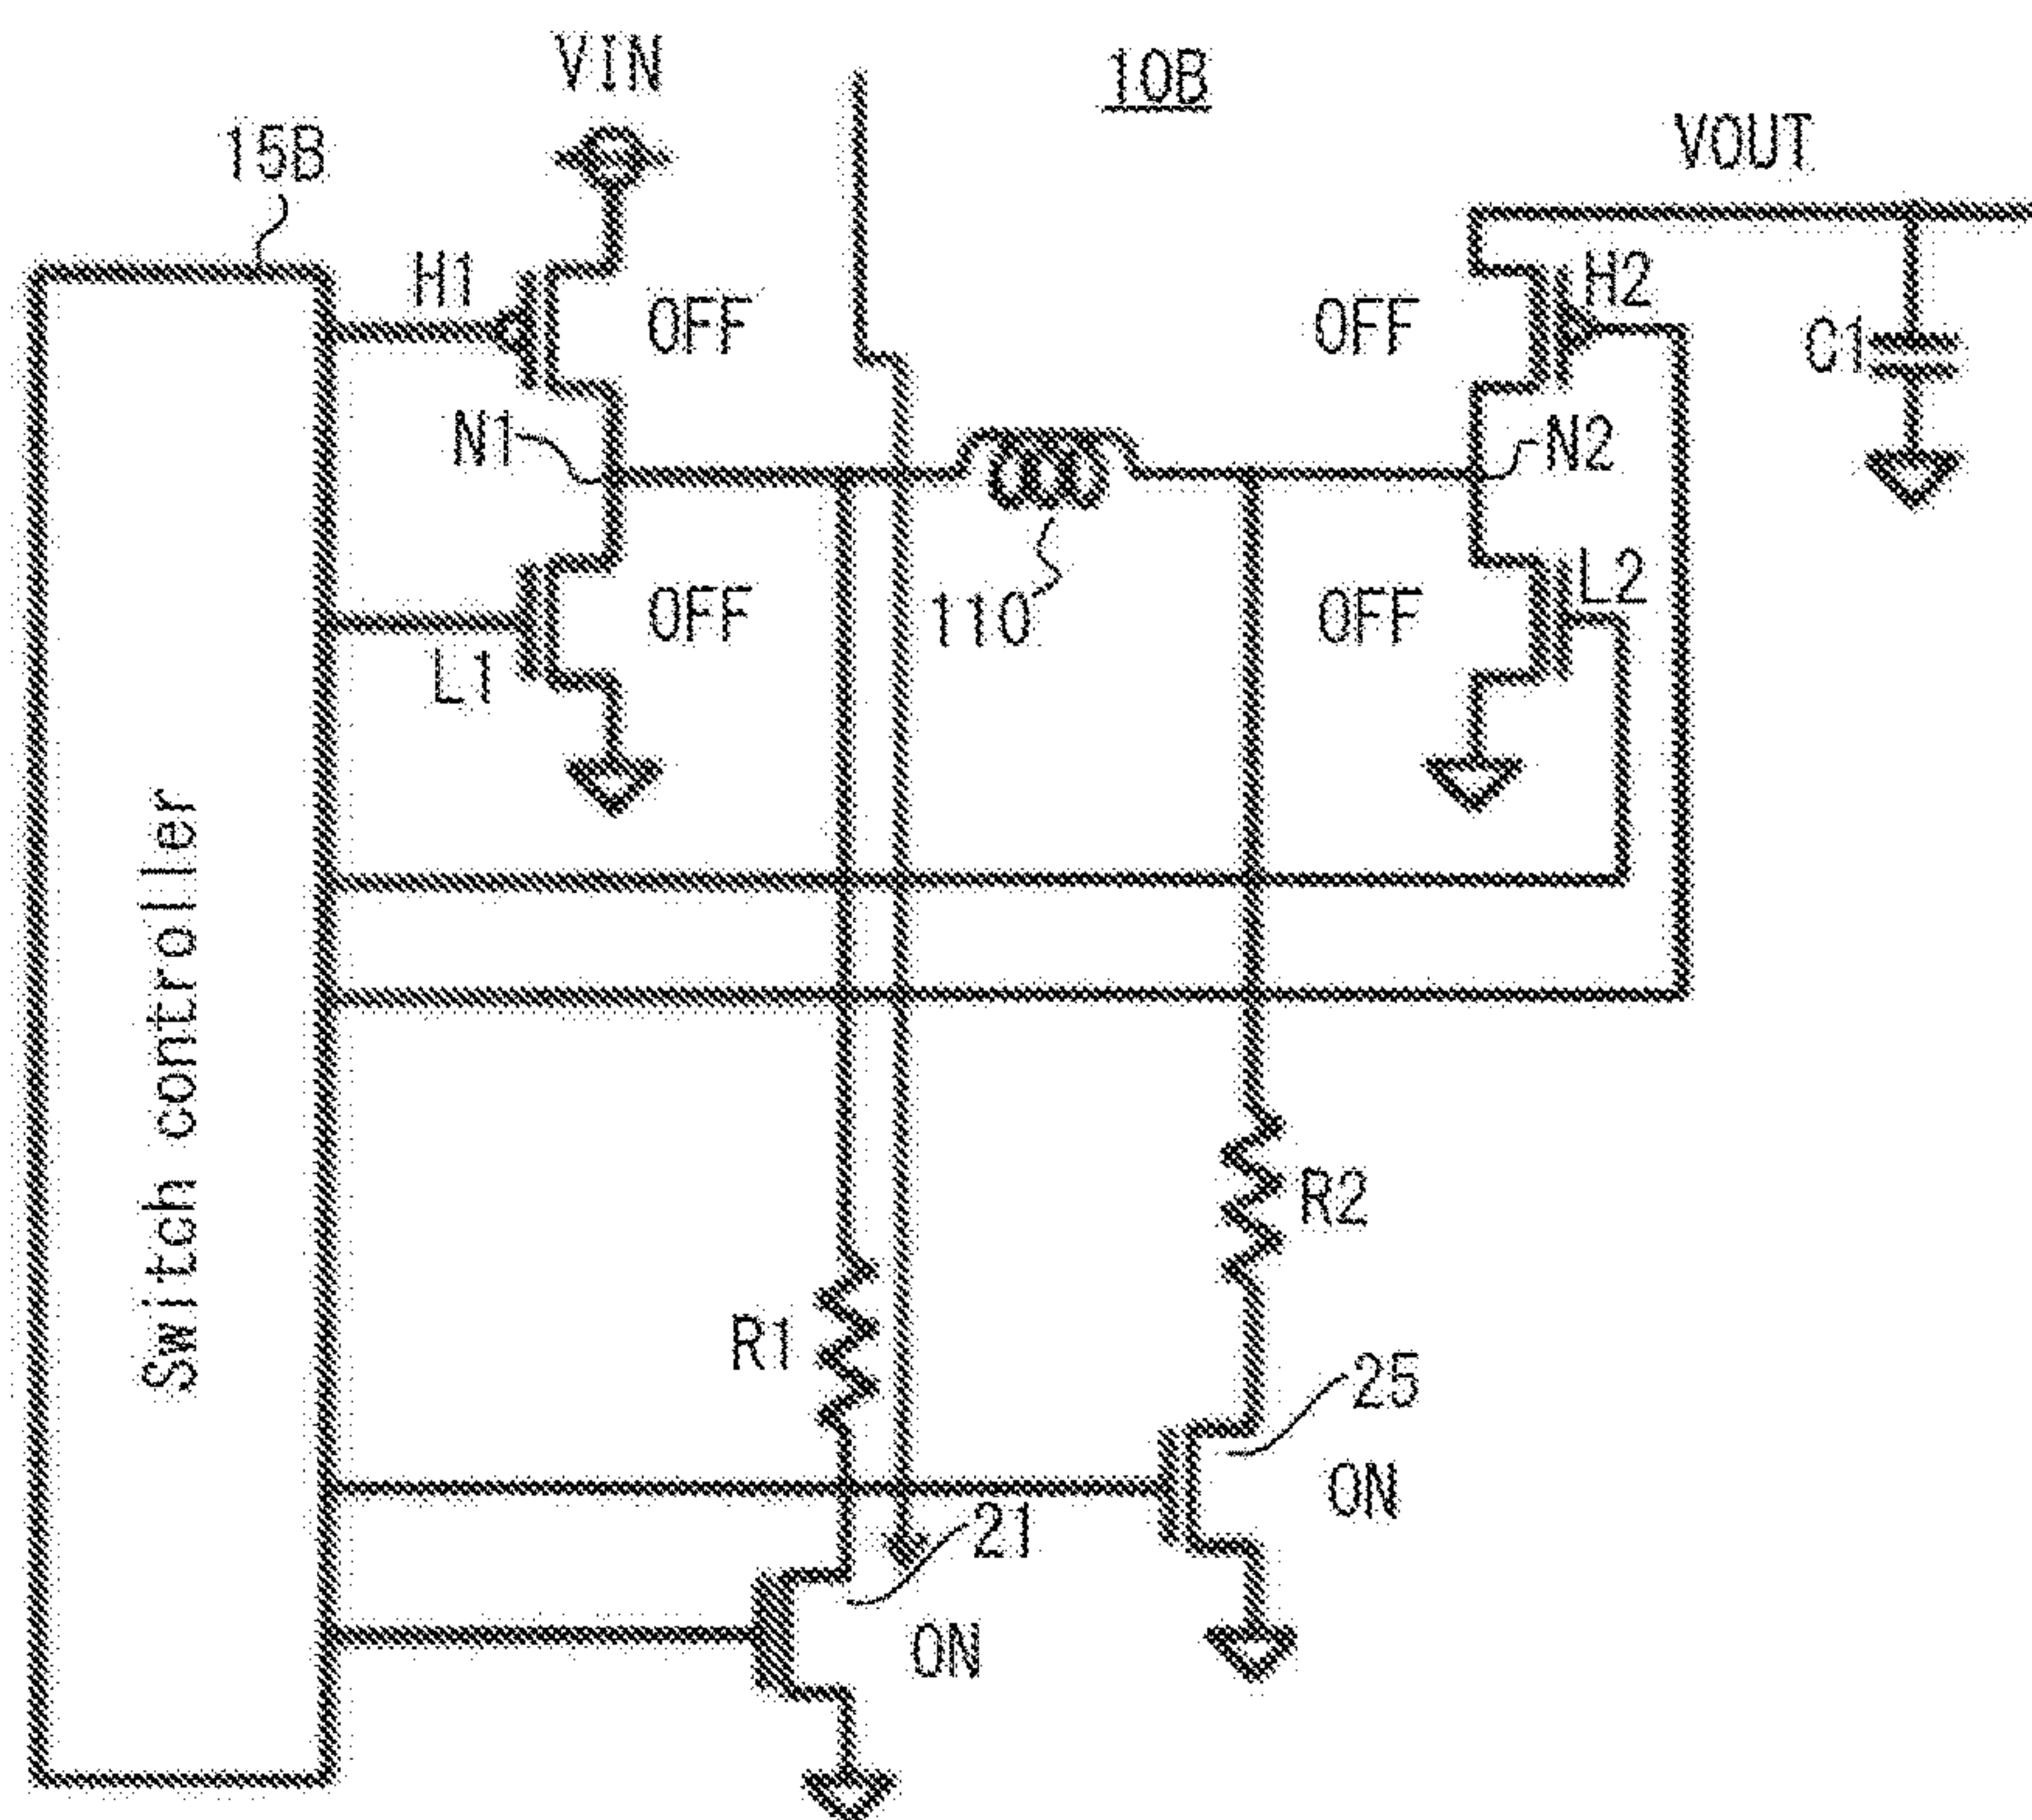 VIN
10B
VOUT
15B
H1
OFF
OFF
H2
C1
N1
N2
L1
OFF
110
OFF
L2
Switch controller
R1
R2
25
ON
21
ON